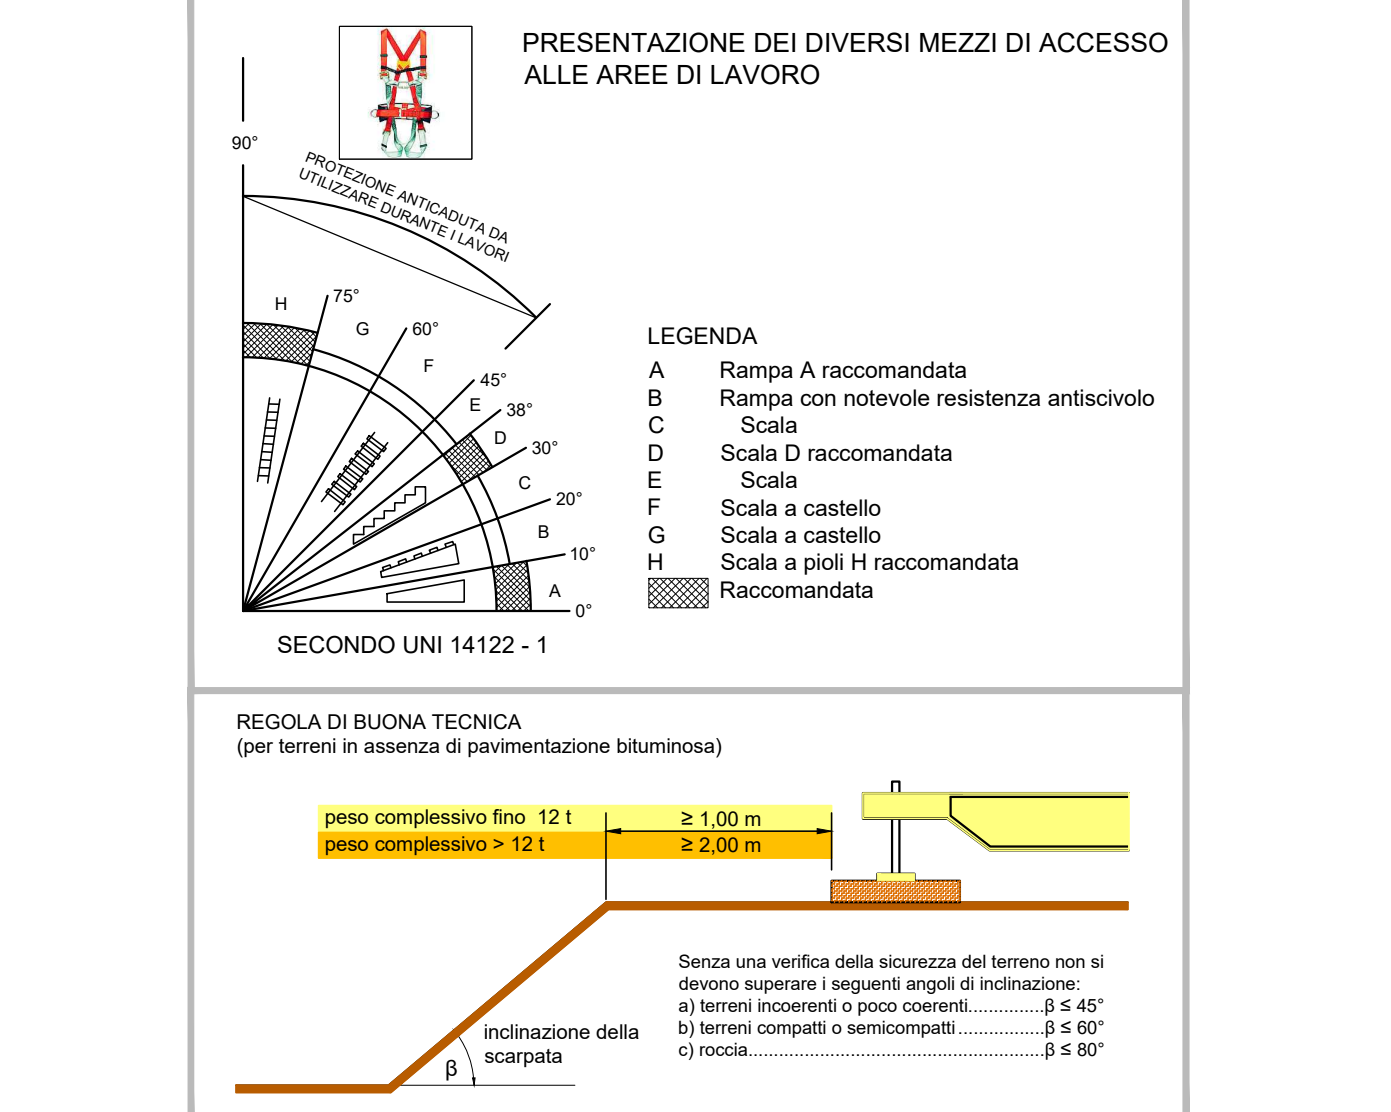 PRESENTAZIONE DEI DIVERSI MEZZI DI ACCESSO
ALLE AREE DI LAVORO
90°
PROTEZIONE ANTICADUTA DA
UTILIZZARE DURANTE I LAVORI
H
75°
G
60°
F
45°
E
38°
D
30°
C
20°
B
10°
A
0°
SECONDO UNI 14122 - 1
LEGENDA
A Rampa A raccomandata
B Rampa con notevole resistenza antiscivolo
C Scala
D Scala D raccomandata
E Scala
F Scala a castello
G Scala a castello
H Scala a pioli H raccomandata
Raccomandata
REGOLA DI BUONA TECNICA
(per terreni in assenza di pavimentazione bituminosa)
peso complessivo fino 12 t ≥ 1,00 m
peso complessivo > 12 t ≥ 2,00 m
Senza una verifica della sicurezza del terreno non si
devono superare i seguenti angoli di inclinazione:
a) terreni incoerenti o poco coerenti...............β ≤ 45°
b) terreni compatti o semicompatti.................β ≤ 60°
c) roccia...................................................β ≤ 80°
inclinazione della
scarpata
β